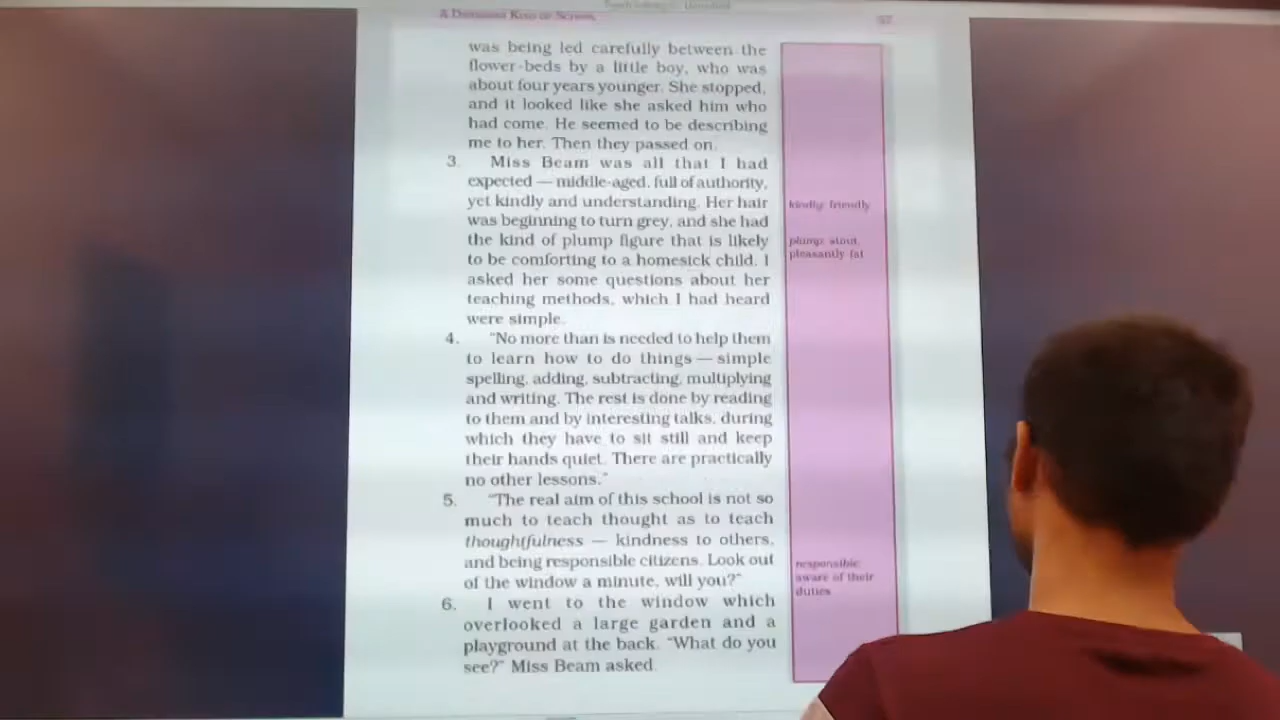 A Different Kind of School
57
was being led carefully between the
flower-beds by a little boy, who was
about four years younger. She stopped,
and it looked like she asked him who
had come. He seemed to be describing
me to her. Then they passed on.
3. Miss Beam was all that I had
expected — middle-aged, full of authority,
yet kindly and understanding. Her hair
was beginning to turn grey, and she had
the kind of plump figure that is likely
to be comforting to a homesick child. I
asked her some questions about her
teaching methods, which I had heard
were simple.
4. “No more than is needed to help them
to learn how to do things — simple
spelling, adding, subtracting, multiplying
and writing. The rest is done by reading
to them and by interesting talks, during
which they have to sit still and keep
their hands quiet. There are practically
no other lessons.”
5. “The real aim of this school is not so
much to teach thought as to teach
thoughtfulness — kindness to others,
and being responsible citizens. Look out
of the window a minute, will you?”
6. I went to the window which
overlooked a large garden and a
playground at the back. “What do you
see?” Miss Beam asked.
kindly: friendly
plump: stout,
pleasantly fat
responsible:
aware of their
duties